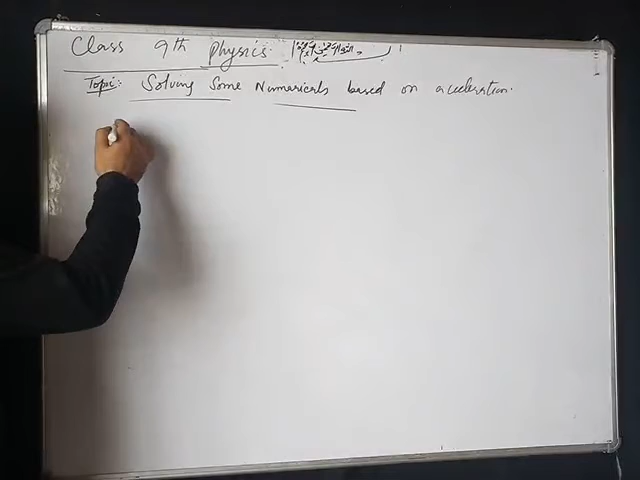 Class 9th Physics.
Topic: Solving Some Numericals based on acceleration.